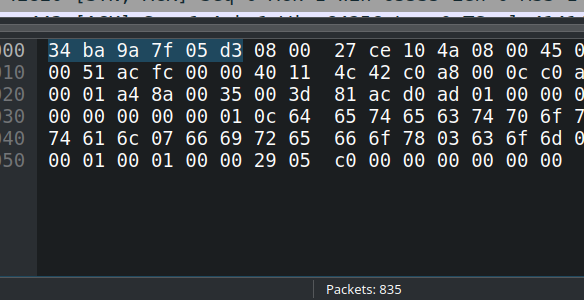 000 34 ba 9a 7f 05 d3 08 00 27 ce 10 4a 08 00 45 0
010 00 51 ac fc 00 00 40 11 4c 42 c0 a8 00 0c c0 a
020 00 01 a4 8a 00 35 00 3d 81 ac d0 ad 01 00 00 0
030 00 00 00 00 00 01 0c 64 65 74 65 63 74 70 6f 7
040 74 61 6c 07 66 69 72 65 66 6f 78 03 63 6f 6d 0
050 00 01 00 01 00 00 29 05 c0 00 00 00 00 00 00
Packets: 835